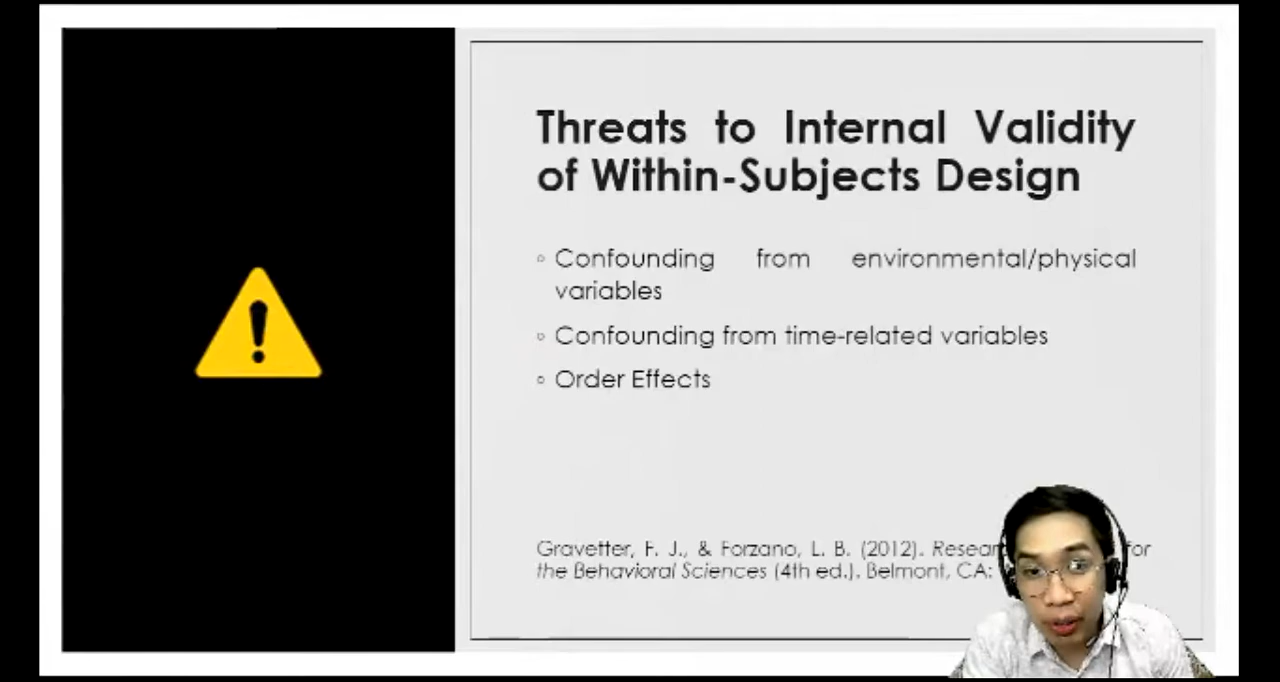 Threats to Internal Validity
of Within-Subjects Design
◦ Confounding from environmental/physical
variables
◦ Confounding from time-related variables
◦ Order Effects
Gravetter, F. J., & Forzano, L. B. (2012). for
the Behavioral Sciences (4th ed.). Belmont, CA: